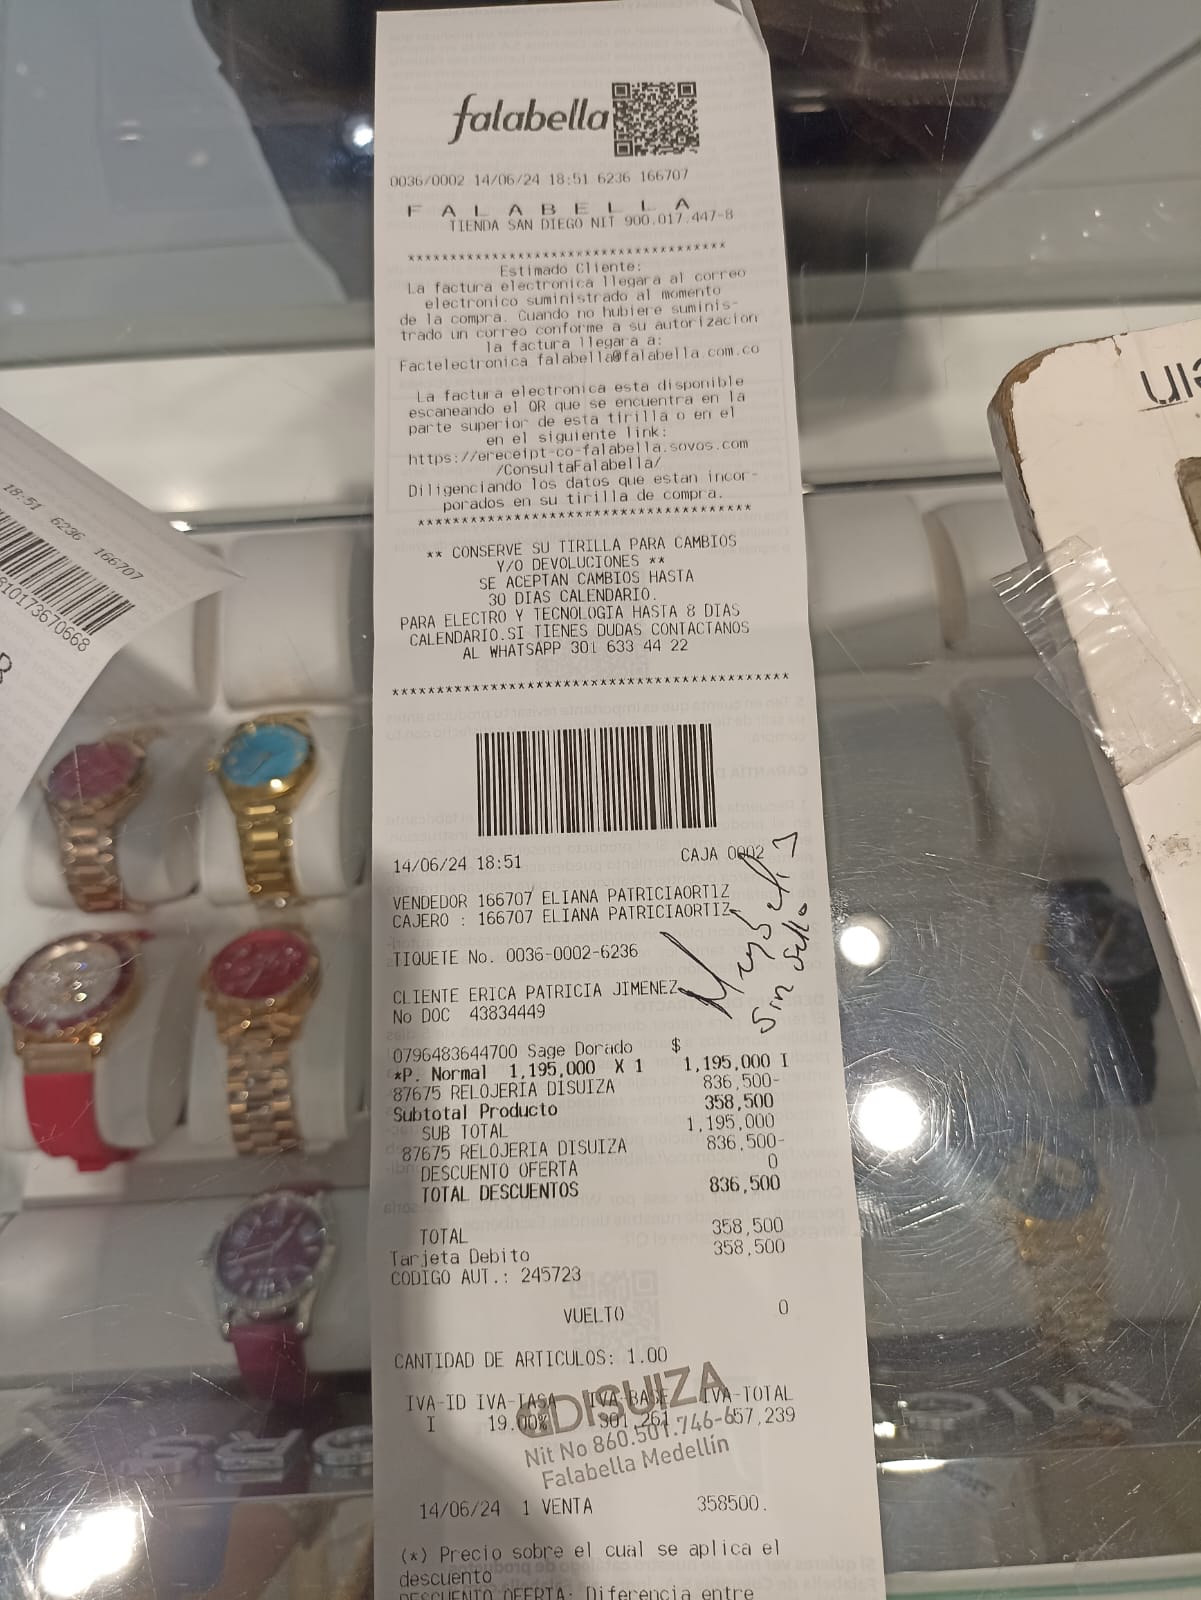 falabella
0036/0002 14/06/24 18:51 6236 166707
F A L A B E L L A
TIENDA SAN DIEGO NIT 900.017.447-8
****************************************
Estimado Cliente:
La factura electronica llegara al correo
electronico suministrado al momento
de la compra. Cuando no hubiere suminis-
trado un correo conforme a su autorizacion
la factura llegara a:
Factelectronica falabella@falabella.com.co
La factura electronica esta disponible
escaneando el QR que se encuentra en la
parte superior de esta tirilla o en el
en el siguiente link:
https://ereceipt-co-falabella.sovos.com
/ConsultaFalabella/
Diligenciando los datos que estan incor-
porados en su tirilla de compra.
****************************************
** CONSERVE SU TIRILLA PARA CAMBIOS
Y/O DEVOLUCIONES **
SE ACEPTAN CAMBIOS HASTA
30 DIAS CALENDARIO.
PARA ELECTRO Y TECNOLOGIA HASTA 8 DIAS
CALENDARIO.SI TIENES DUDAS CONTACTANOS
AL WHATSAPP 301 633 44 22
****************************************
14/06/24 18:51 CAJA 0002
VENDEDOR 166707 ELIANA PATRICIAORTIZ
CAJERO : 166707 ELIANA PATRICIAORTIZ
TIQUETE No. 0036-0002-6236
CLIENTE ERICA PATRICIA JIMENEZ
No DOC 43834449
0796483644700 Sage Dorado $
*P. Normal 1,195,000 X 1 1,195,000 I
87675 RELOJERIA DISUIZA 836,500-
Subtotal Producto 358,500
SUB TOTAL 1,195,000
87675 RELOJERIA DISUIZA 836,500-
DESCUENTO OFERTA 0
TOTAL DESCUENTOS 836,500
TOTAL 358,500
Tarjeta Debito 358,500
CODIGO AUT.: 245723
VUELTO 0
CANTIDAD DE ARTICULOS: 1.00
IVA-ID IVA-TASA IVA-BASE IVA-TOTAL
I 19.00% 301,261 57,239
DISUIZA
Nit No 860.501.746-6
Falabella Medellín
14/06/24 1 VENTA 358500.
(*) Precio sobre el cual se aplica el
descuento
DESCUENTO OFERTA: Diferencia entre
18:51 6236 166707
810173670668